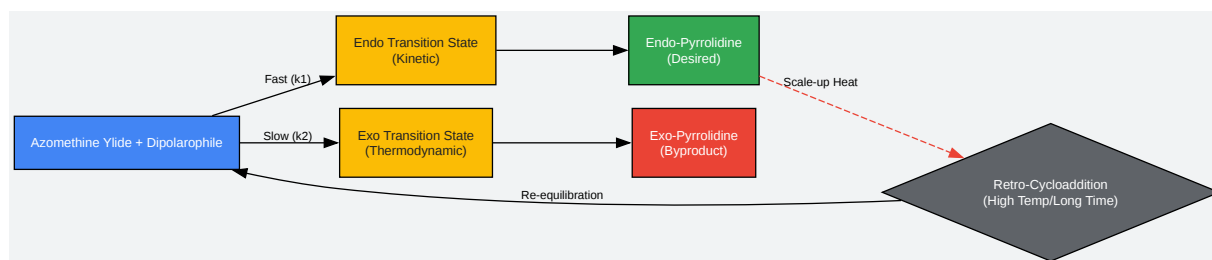 Endo Transition State
(Kinetic)
Endo-Pyrrolidine
(Desired)
Fast (k1)
Scale-up Heat
Azomethine Ylide + Dipolarophile
Slow (k2)
Exo Transition State
(Thermodynamic)
Exo-Pyrrolidine
(Byproduct)
Re-equilibration
Retro-Cycloaddition
(High Temp/Long Time)